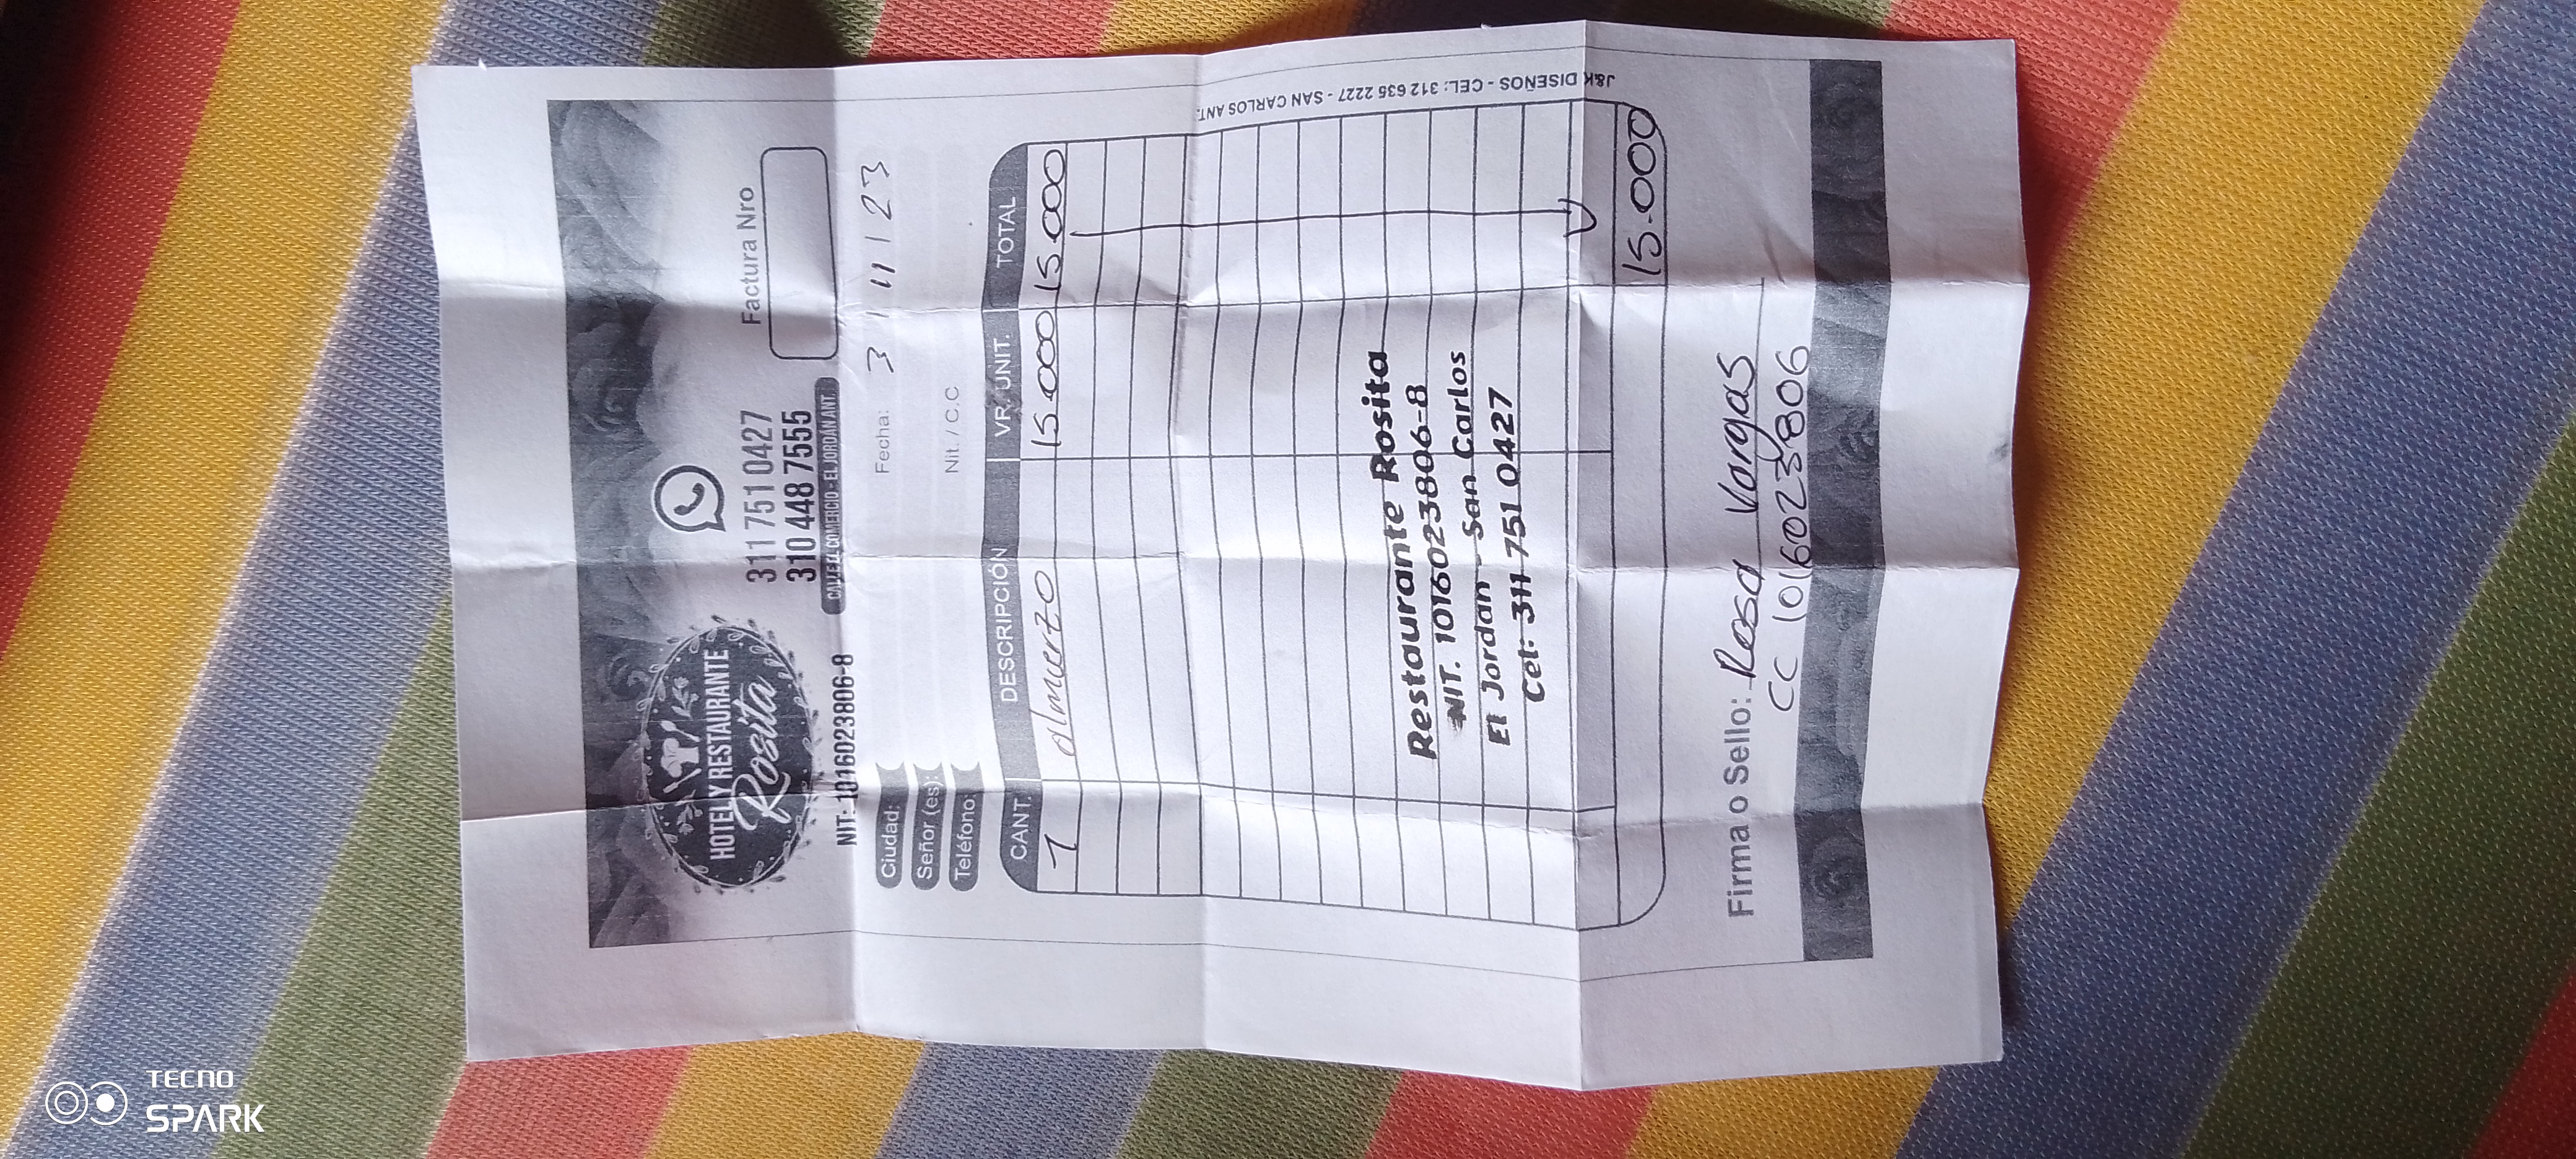 HOTEL Y RESTAURANTE
Rosita
NIT: 1016023806-8
311 751 0427
310 448 7555
CALLE EL COMERCIO - EL JORDÁN ANT.
Factura Nro
Ciudad:
Fecha: 3 11 23
Señor (es):
Teléfono:
Nit. / C.C
CANT. DESCRIPCIÓN VR. UNIT. TOTAL
1 almuerzo 15.000 15.000
Restaurante Rosita
NIT. 1016023806-8
El Jordan - San Carlos
Cel: 311 751 0427
15.000
Firma o Sello: Rosa Vargas
CC 1016023806
J&K DISEÑOS - CEL: 312 635 2227 - SAN CARLOS ANT.
TECNO
SPARK